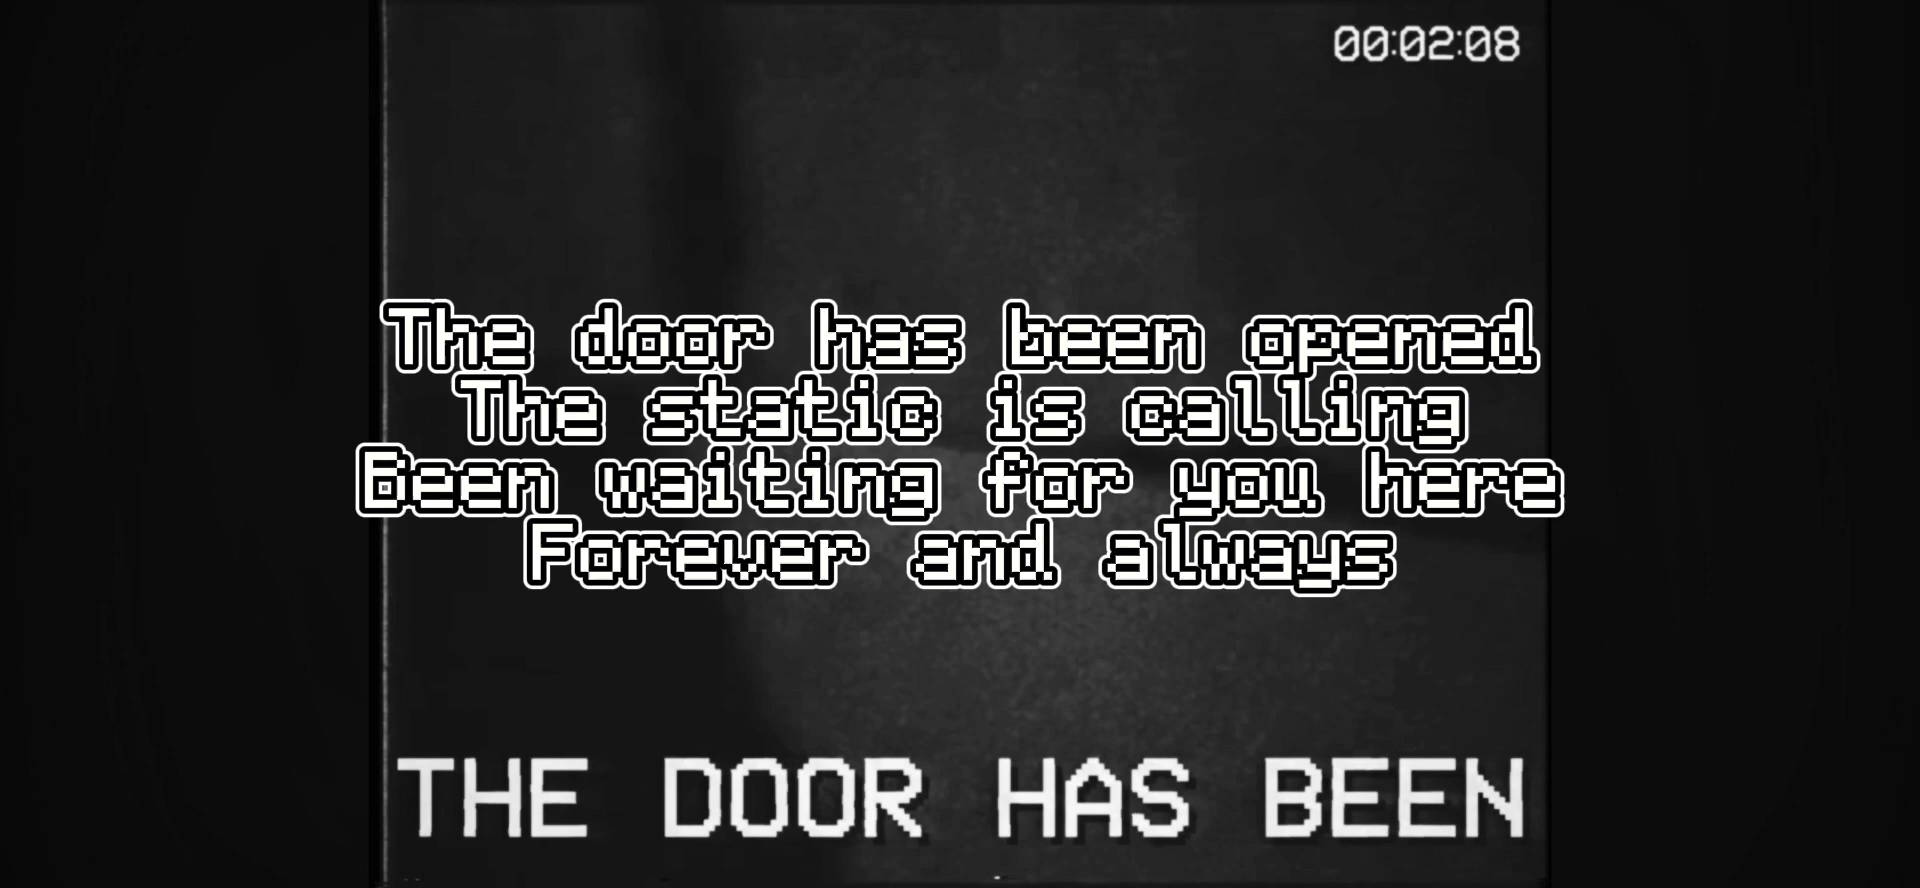 00:02:08
The door has been opened
The static is calling
Been waiting for you here
Forever and always
THE DOOR HAS BEEN